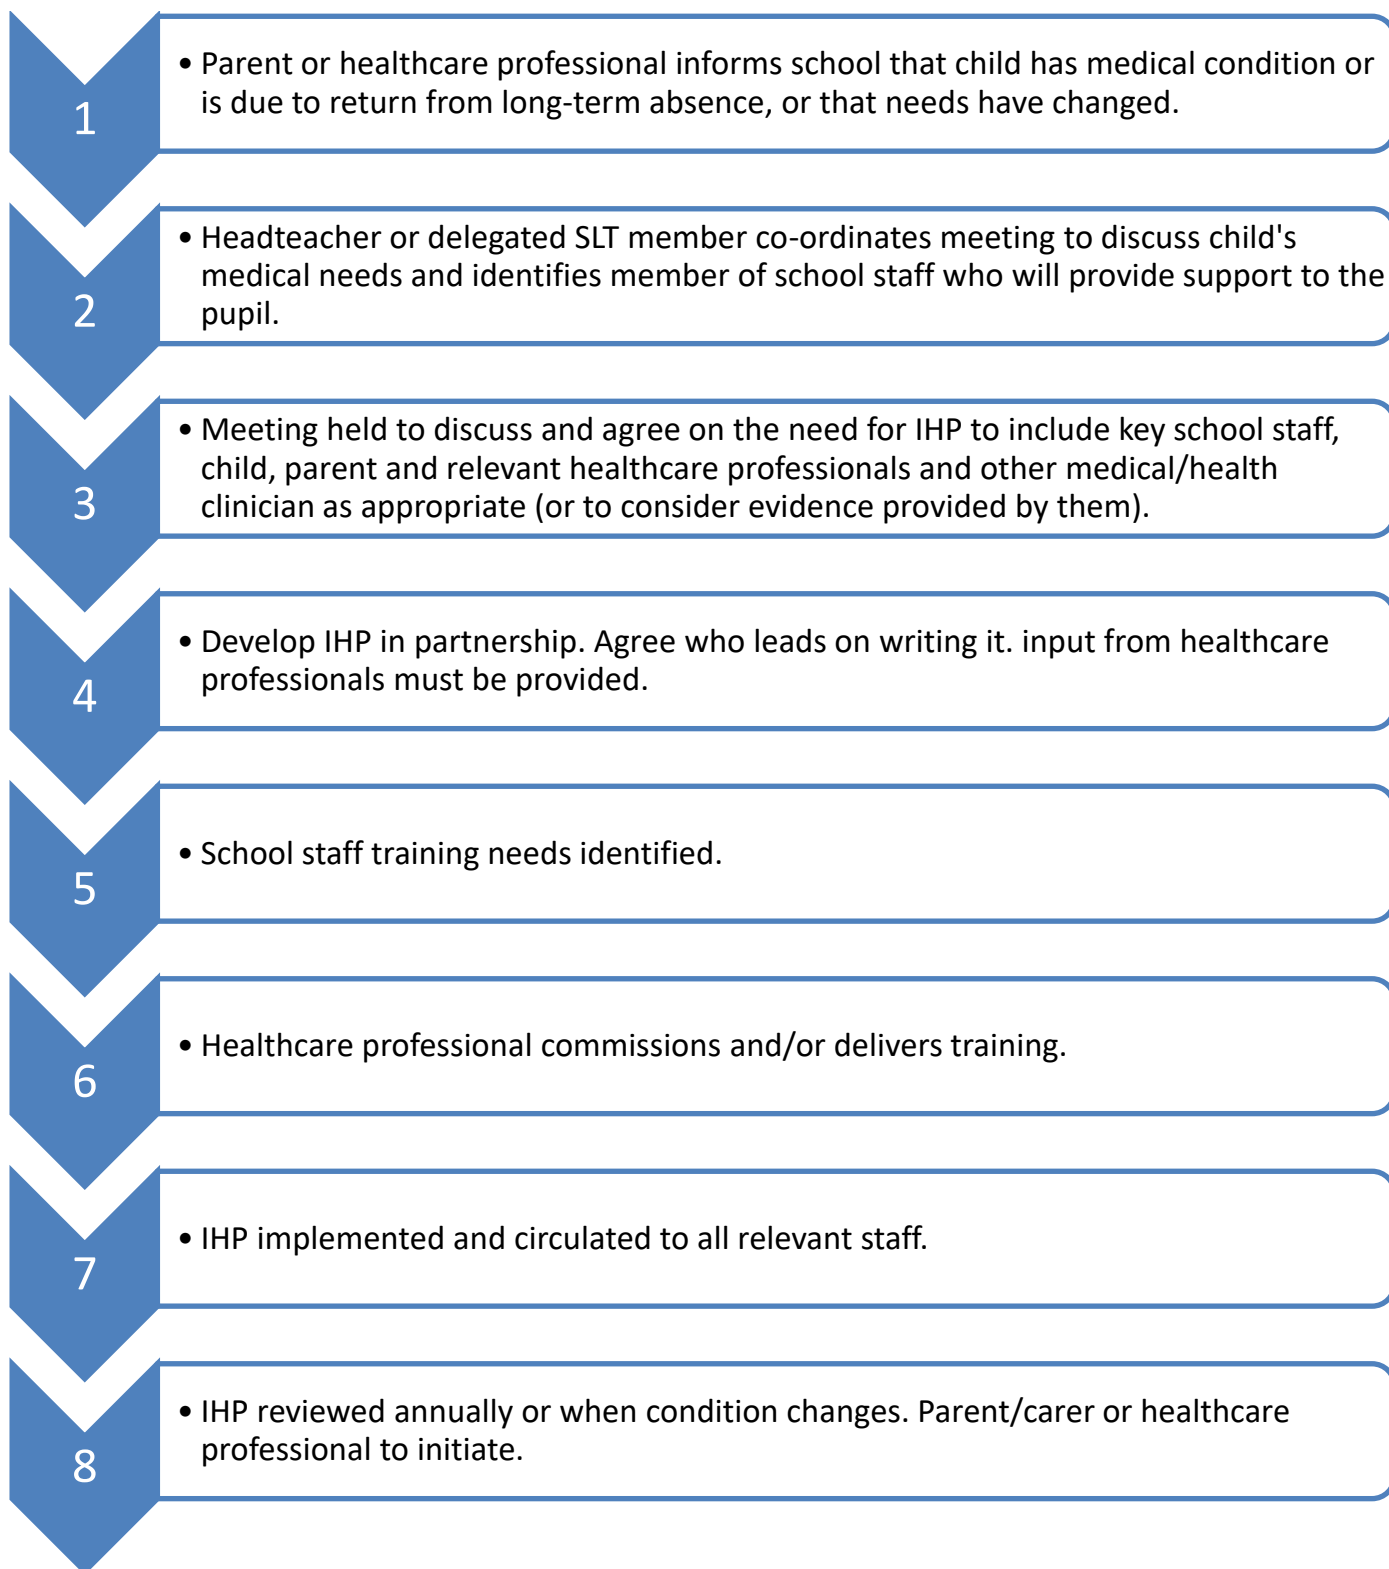 1
• Parent or healthcare professional informs school that child has medical condition or
is due to return from long-term absence, or that needs have changed.
2
• Headteacher or delegated SLT member co-ordinates meeting to discuss child's
medical needs and identifies member of school staff who will provide support to the
pupil.
3
• Meeting held to discuss and agree on the need for IHP to include key school staff,
child, parent and relevant healthcare professionals and other medical/health
clinician as appropriate (or to consider evidence provided by them).
4
• Develop IHP in partnership. Agree who leads on writing it. input from healthcare
professionals must be provided.
5
• School staff training needs identified.
6
• Healthcare professional commissions and/or delivers training.
7
• IHP implemented and circulated to all relevant staff.
8
• IHP reviewed annually or when condition changes. Parent/carer or healthcare
professional to initiate.